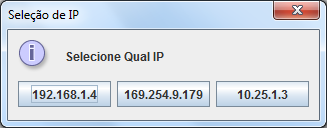 Seleção de IP
Selecione Qual IP
192.168.1.4 169.254.9.179 10.25.1.3